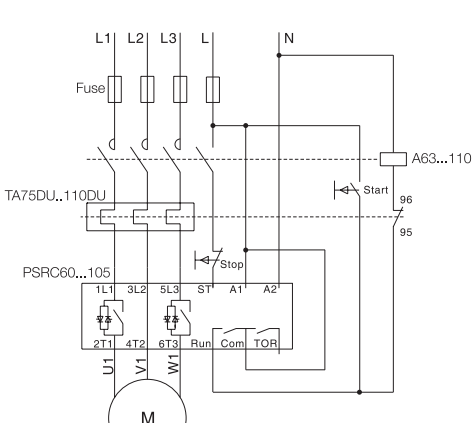 L1 L2 L3 L N
Fuse
A63...110
Start
TA75DU..110DU
96
95
Stop
PSRC60...105
1L1 3L2 5L3 ST A1 A2
2T1 4T2 6T3 Run Com TOR
U1 V1 W1
M